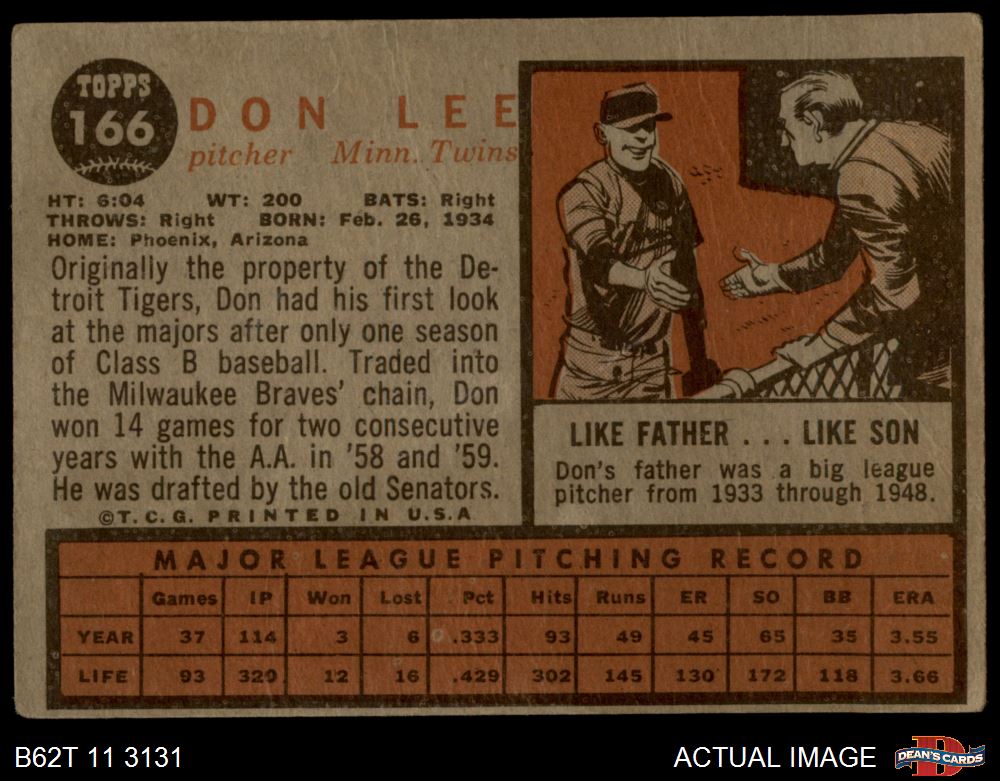 TOPPS
166
DON LEE
pitcher Minn. Twins
HT: 6:04 WT: 200 BATS: Right
THROWS: Right BORN: Feb. 26, 1934
HOME: Phoenix, Arizona
Originally the property of the De-
troit Tigers, Don had his first look
at the majors after only one season
of Class B baseball. Traded into
the Milwaukee Braves' chain, Don
won 14 games for two consecutive
years with the A.A. in '58 and '59.
He was drafted by the old Senators.
©T.C.G. PRINTED IN U.S.A
LIKE FATHER . . . LIKE SON
Don's father was a big league
pitcher from 1933 through 1948.
MAJOR LEAGUE PITCHING RECORD
Games IP Won Lost Pct Hits Runs ER SO BB ERA
YEAR 37 114 3 6 .333 93 49 45 65 35 3.55
LIFE 93 320 12 16 .429 302 145 130 172 118 3.66
B62T 11 3131
ACTUAL IMAGE
D
DEAN'S CARDS